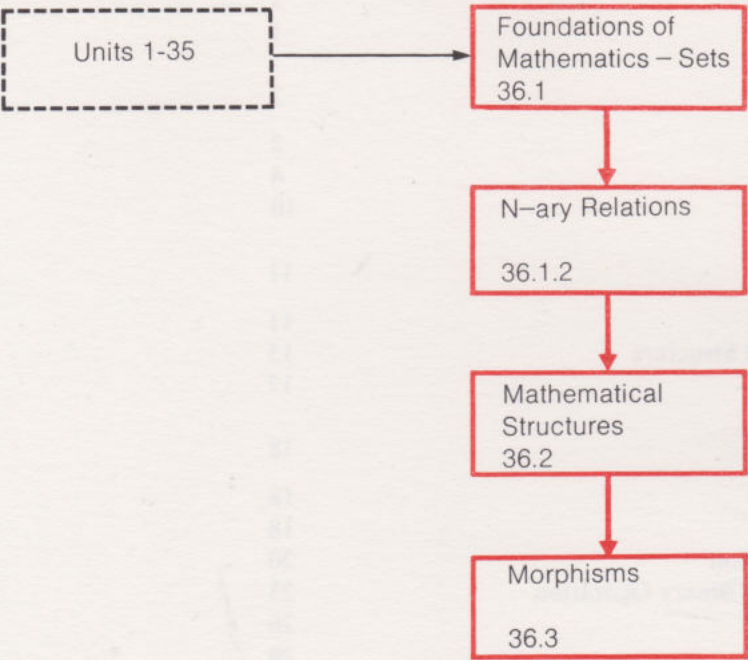 Units 1-35
Foundations of
Mathematics – Sets
36.1
N–ary Relations
36.1.2
Mathematical
Structures
36.2
Morphisms
36.3